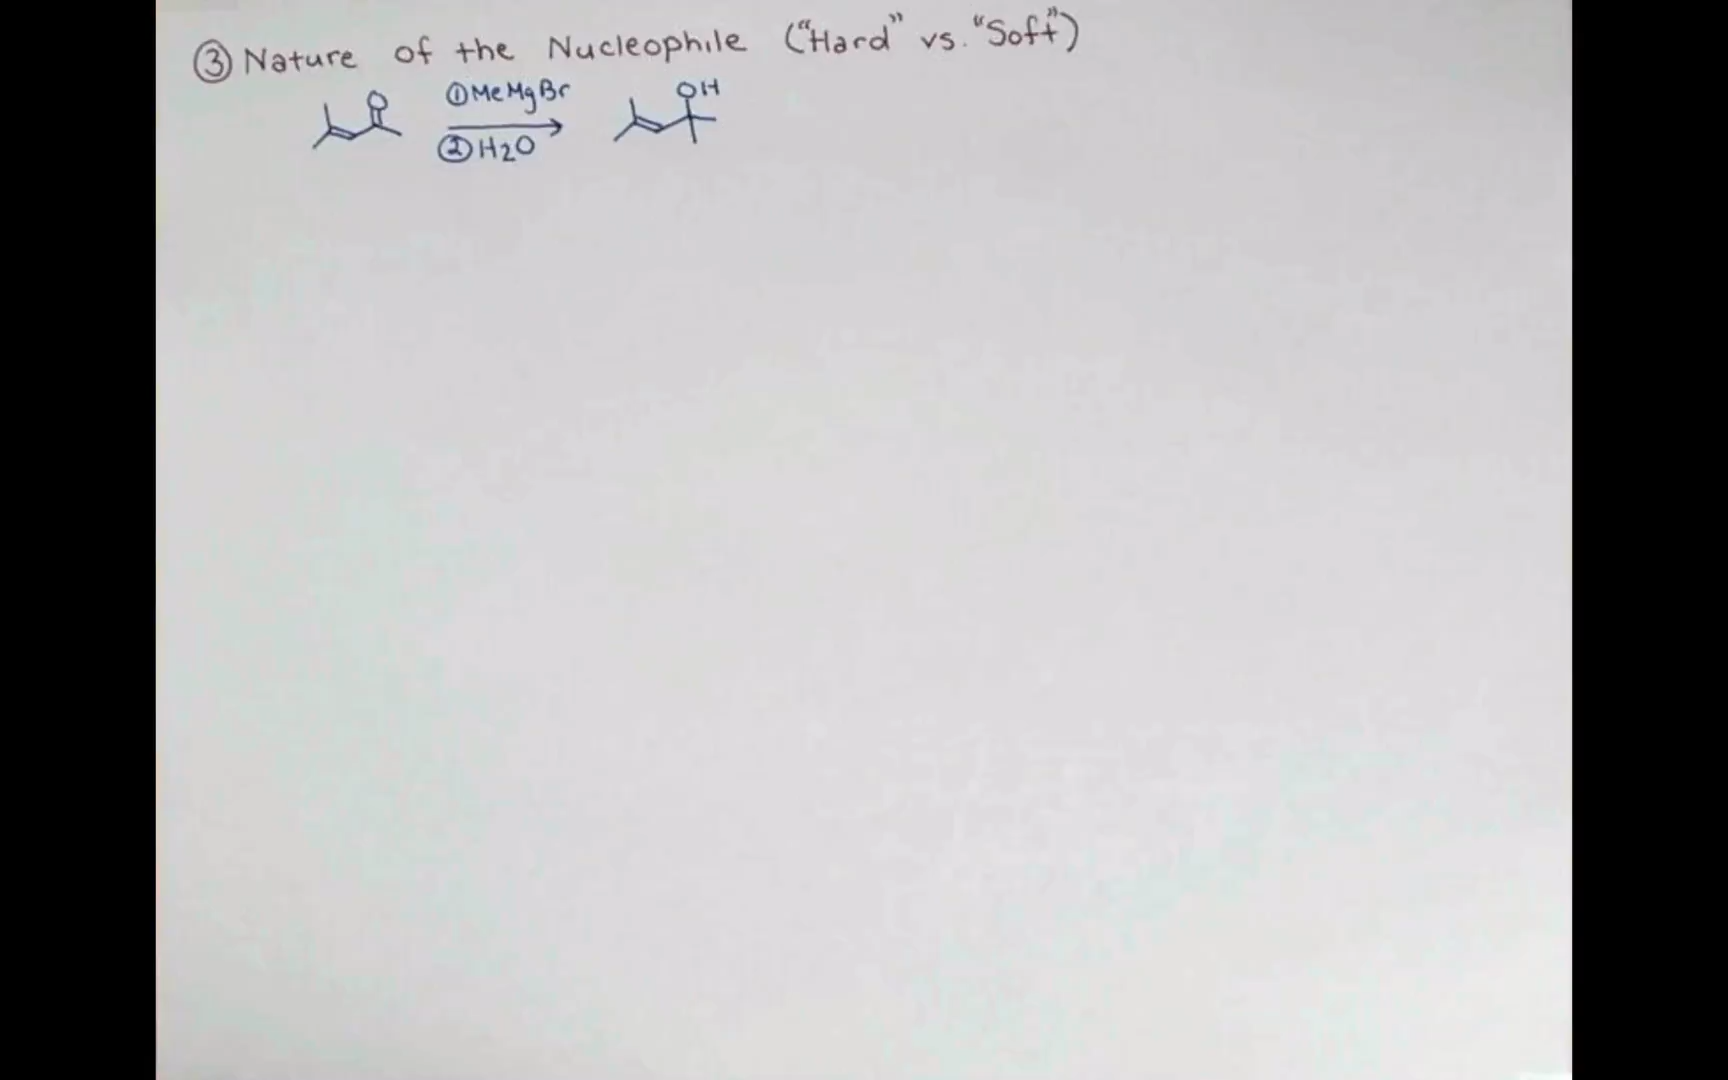 ③ Nature of the Nucleophile ("Hard" vs. "Soft")
O ① MeMgBr OH
② H2O